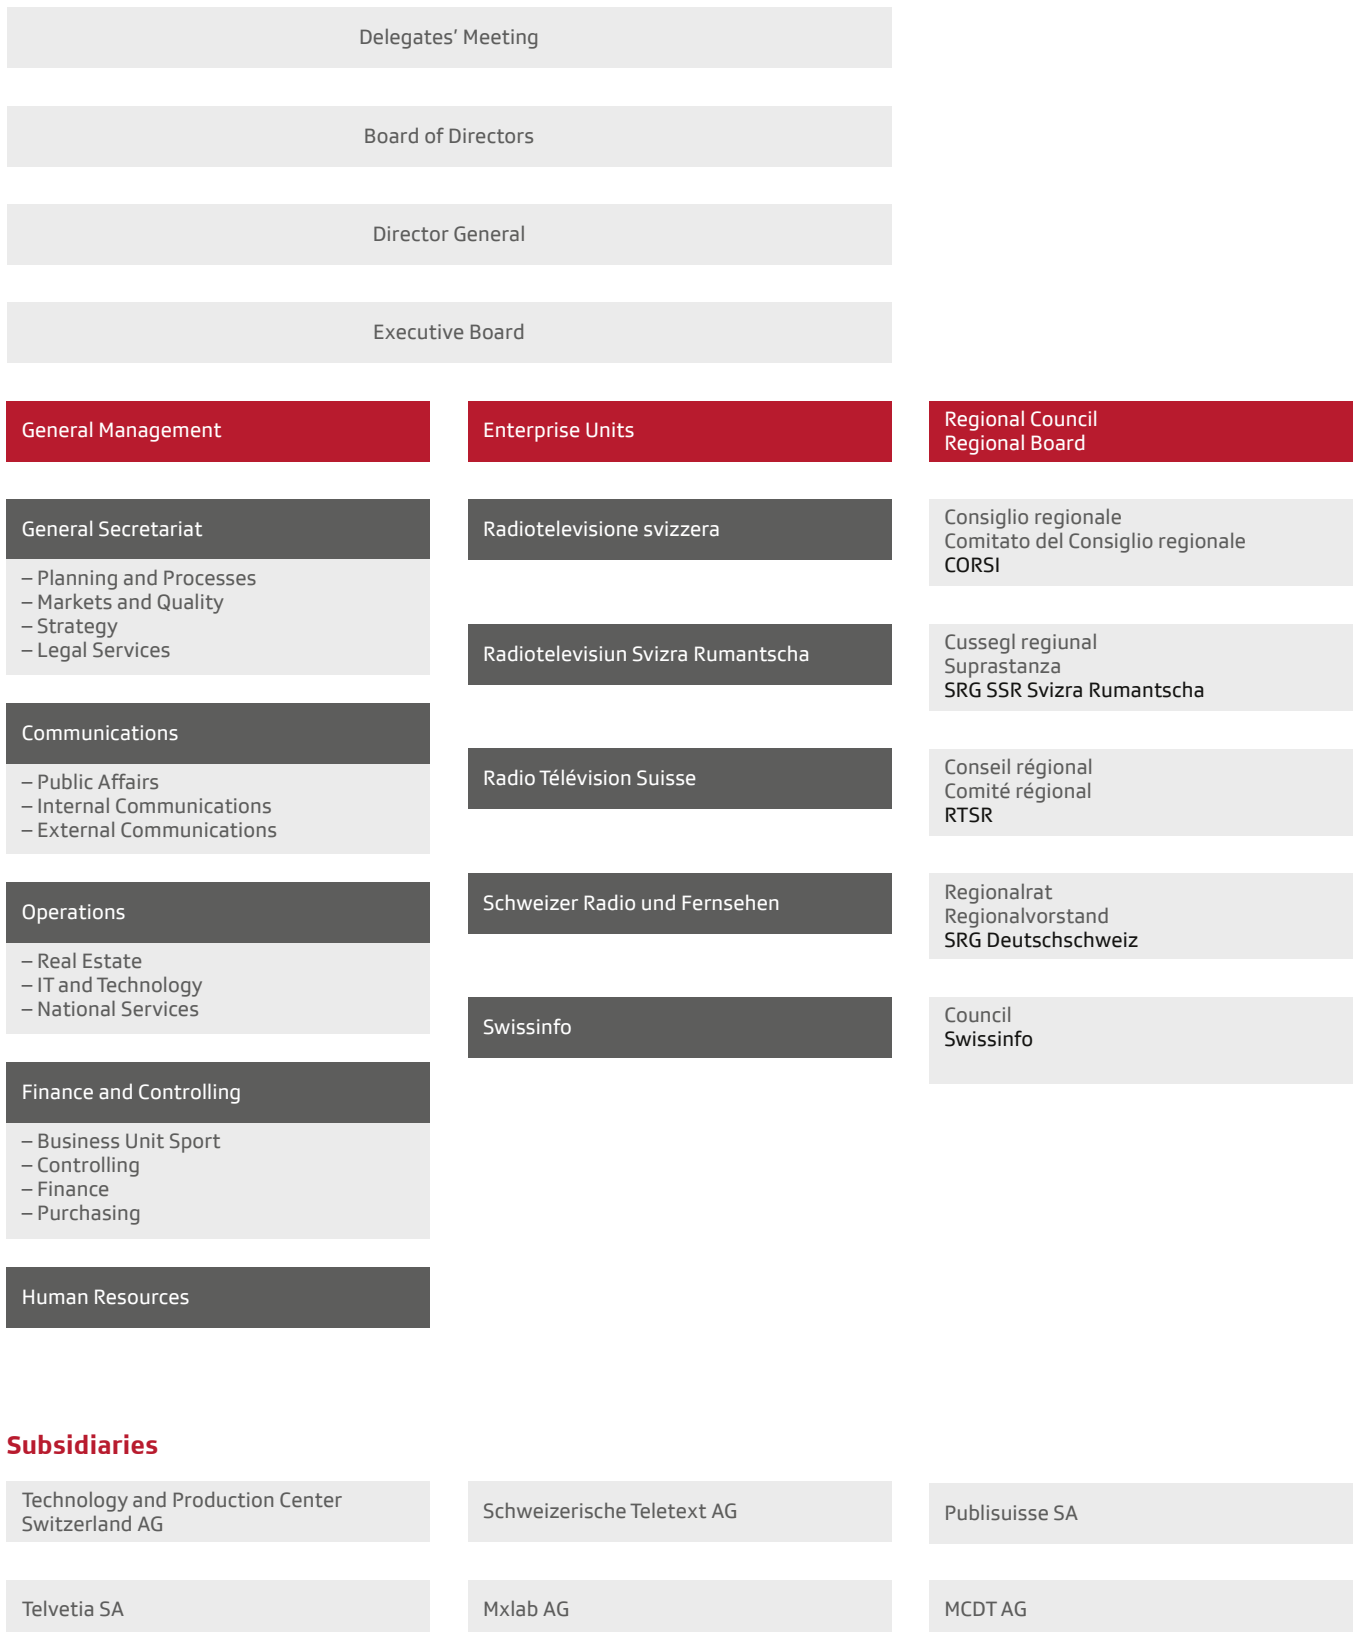 Delegates’ Meeting
Board of Directors
Director General
Executive Board
General Management
General Secretariat
– Planning and Processes
– Markets and Quality
– Strategy
– Legal Services
Communications
– Public Affairs
– Internal Communications
– External Communications
Operations
– Real Estate
– IT and Technology
– National Services
Finance and Controlling
– Business Unit Sport
– Controlling
– Finance
– Purchasing
Human Resources
Enterprise Units
Radiotelevisione svizzera
Radiotelevisiun Svizra Rumantscha
Radio Télévision Suisse
Schweizer Radio und Fernsehen
Swissinfo
Regional Council
Regional Board
Consiglio regionale
Comitato del Consiglio regionale
CORSI
Cussegl regiunal
Suprastanza
SRG SSR Svizra Rumantscha
Conseil régional
Comité régional
RTSR
Regionalrat
Regionalvorstand
SRG Deutschschweiz
Council
Swissinfo
Subsidiaries
Technology and Production Center
Switzerland AG
Schweizerische Teletext AG
Publisuisse SA
Telvetia SA
Mxlab AG
MCDT AG